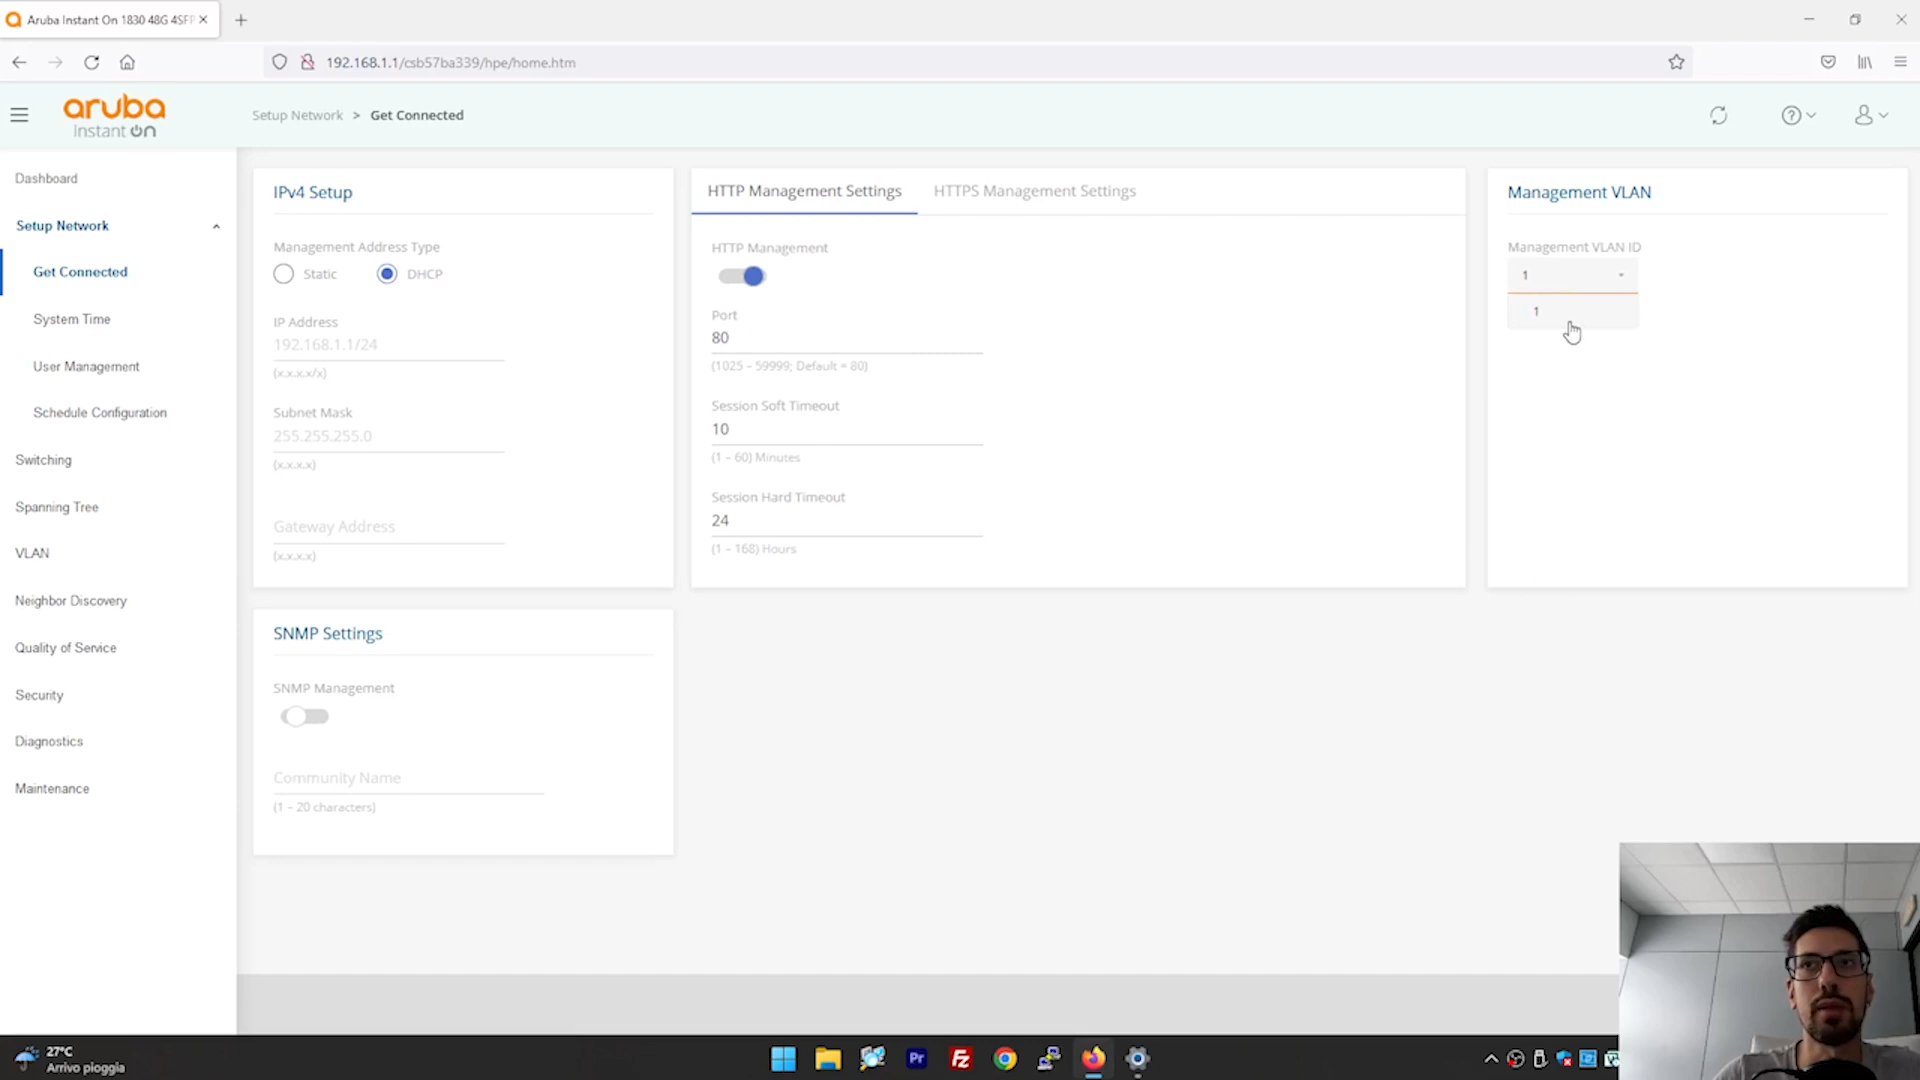 Aruba Instant On 1830 48G 4SFP
192.168.1.1/csb57ba339/hpe/home.htm
aruba
instant on
Setup Network > Get Connected
Dashboard
Setup Network
Get Connected
System Time
User Management
Schedule Configuration
Switching
Spanning Tree
VLAN
Neighbor Discovery
Quality of Service
Security
Diagnostics
Maintenance
IPv4 Setup
Management Address Type
Static DHCP
IP Address
192.168.1.1/24
(x.x.x.x/x)
Subnet Mask
255.255.255.0
(x.x.x.x)
Gateway Address
(x.x.x.x)
HTTP Management Settings HTTPS Management Settings
HTTP Management
Port
80
(1025 – 59999; Default = 80)
Session Soft Timeout
10
(1 – 60) Minutes
Session Hard Timeout
24
(1 – 168) Hours
Management VLAN
Management VLAN ID
1
1
SNMP Settings
SNMP Management
Community Name
(1 – 20 characters)
27°C
Arrivo pioggia
Pr
FZ